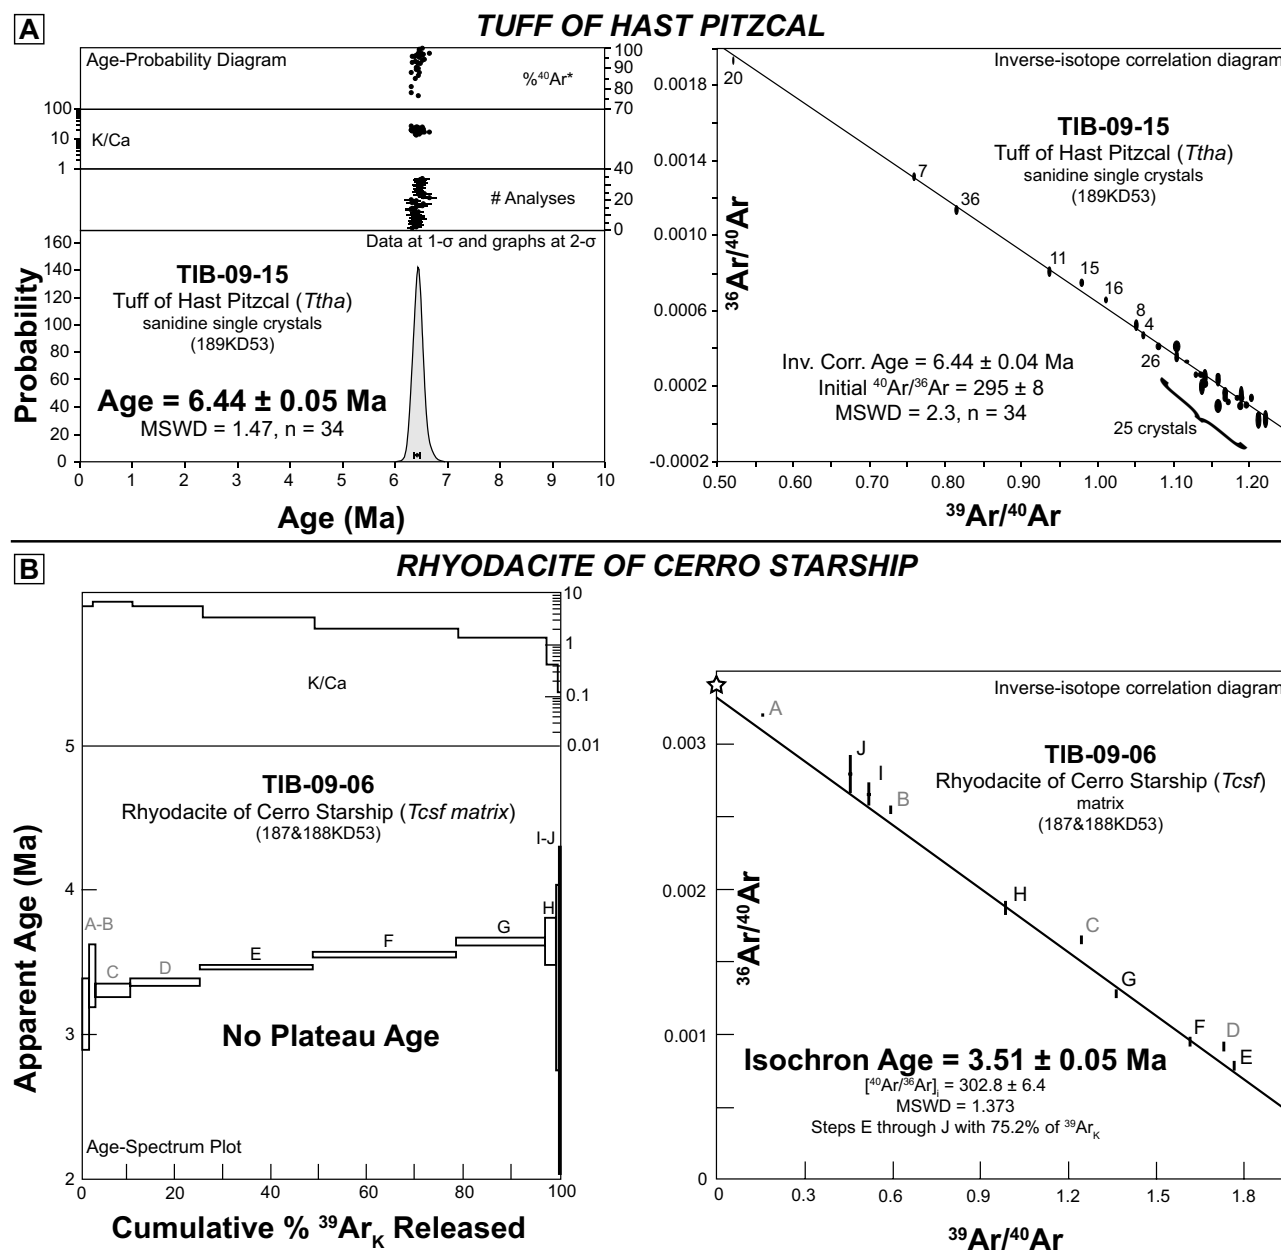 A
TUFF OF HAST PITZCAL
Age-Probability Diagram
%⁴⁰Ar*
100
90
80
70
100
10
1
K/Ca
40
20
0
# Analyses
Data at 1-σ and graphs at 2-σ
160
140
120
100
80
60
40
20
0
Probability
TIB-09-15
Tuff of Hast Pitzcal (Ttha)
sanidine single crystals
(189KD53)
Age = 6.44 ± 0.05 Ma
MSWD = 1.47, n = 34
0 1 2 3 4 5 6 7 8 9 10
Age (Ma)
Inverse-isotope correlation diagram
0.0018
0.0014
0.0010
0.0006
0.0002
-0.0002
³⁶Ar/⁴⁰Ar
20
7
36
11
15
16
8
4
26
TIB-09-15
Tuff of Hast Pitzcal (Ttha)
sanidine single crystals
(189KD53)
Inv. Corr. Age = 6.44 ± 0.04 Ma
Initial ⁴⁰Ar/³⁶Ar = 295 ± 8
MSWD = 2.3, n = 34
25 crystals
0.50 0.60 0.70 0.80 0.90 1.00 1.10 1.20
³⁹Ar/⁴⁰Ar
B
RHYODACITE OF CERRO STARSHIP
10
1
0.1
0.01
K/Ca
5
4
3
2
Apparent Age (Ma)
TIB-09-06
Rhyodacite of Cerro Starship (Tcsf matrix)
(187&188KD53)
I-J
A-B
C
D
E
F
G
H
No Plateau Age
Age-Spectrum Plot
0 20 40 60 80 100
Cumulative % ³⁹Ar_K Released
Inverse-isotope correlation diagram
0.003
0.002
0.001
0
³⁶Ar/⁴⁰Ar
A
J
I
B
H
C
G
F
D
E
TIB-09-06
Rhyodacite of Cerro Starship (Tcsf)
matrix
(187&188KD53)
Isochron Age = 3.51 ± 0.05 Ma
[⁴⁰Ar/³⁶Ar]ᵢ = 302.8 ± 6.4
MSWD = 1.373
Steps E through J with 75.2% of ³⁹Ar_K
0 0.3 0.6 0.9 1.2 1.5 1.8
³⁹Ar/⁴⁰Ar